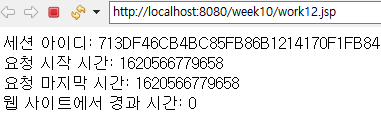 http://localhost:8080/week10/work12.jsp
세션 아이디: 713DF46CB4BC85FB86B1214170F1FB84
요청 시작 시간: 1620566779658
요청 마지막 시간: 1620566779658
웹 사이트에서 경과 시간: 0